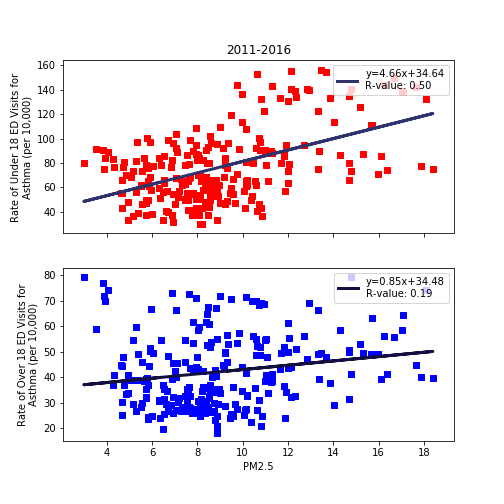 2011-2016
Rate of Under 18 ED Visits for
Asthma (per 10,000)
160
140
120
100
80
60
40
y=4.66x+34.64
R-value: 0.50
Rate of Over 18 ED Visits for
Asthma (per 10,000)
80
70
60
50
40
30
20
y=0.85x+34.48
R-value: 0.19
4 6 8 10 12 14 16 18
PM2.5